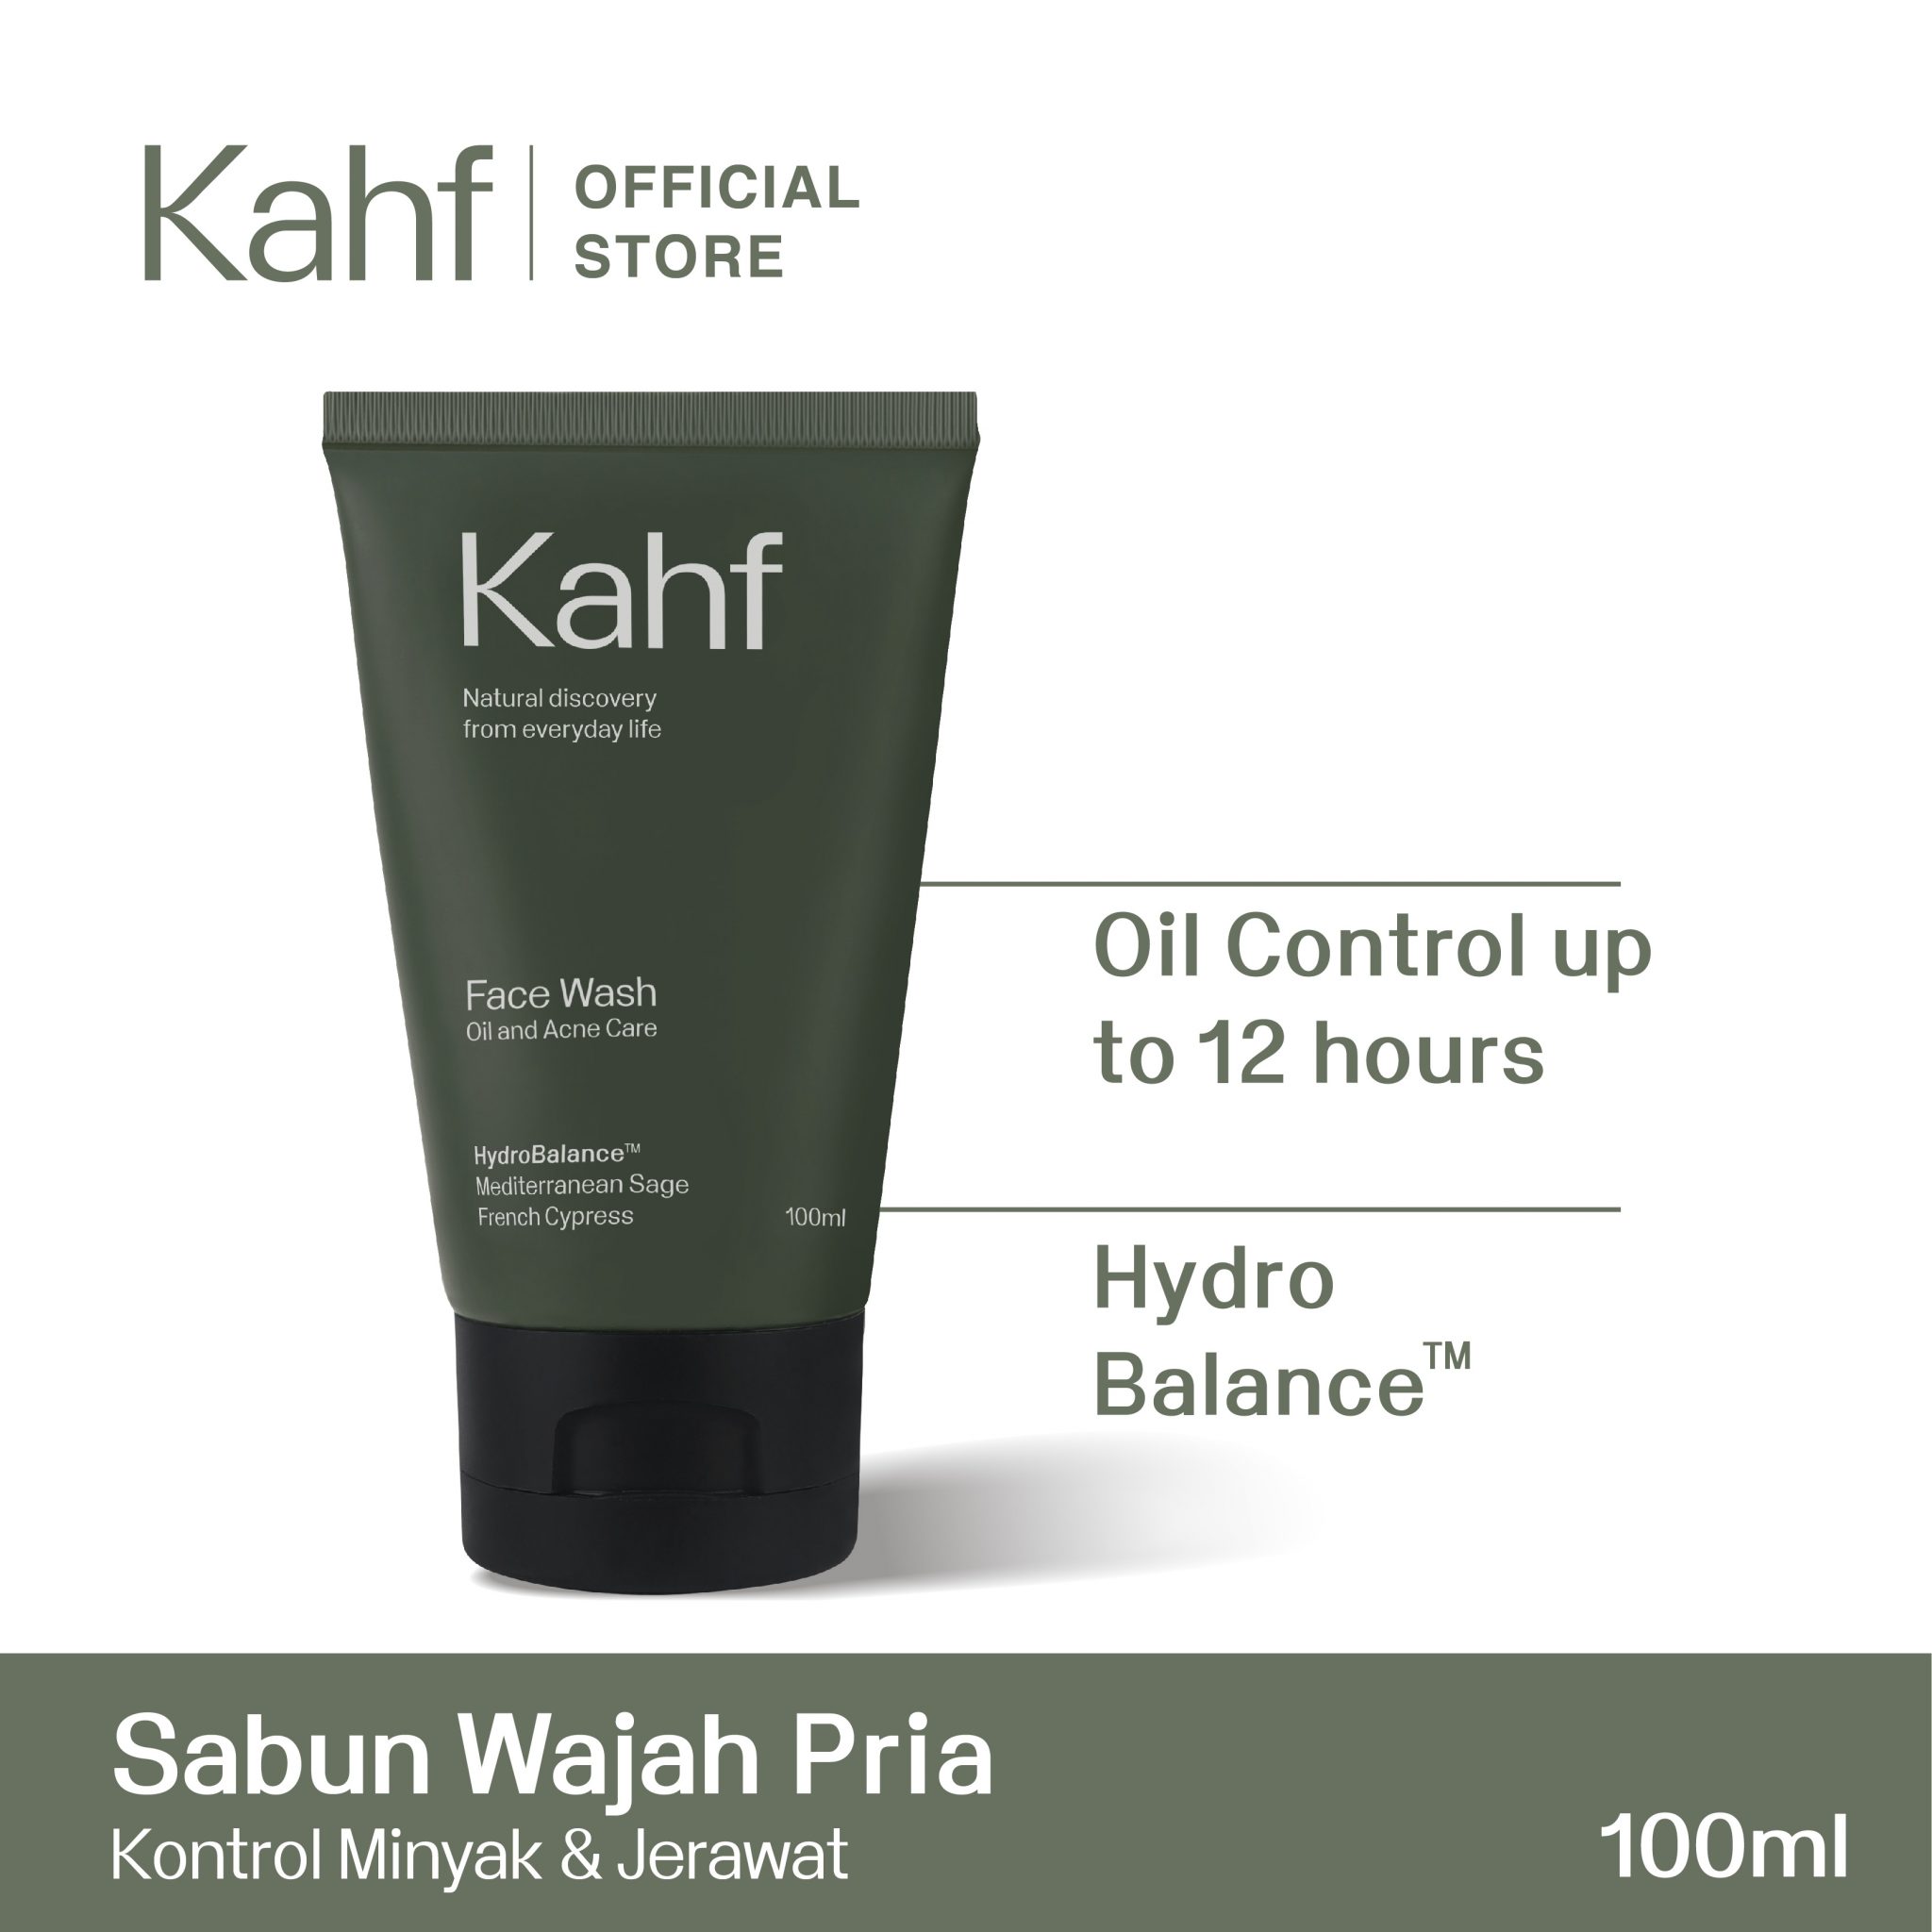 Kahf
OFFICIAL
STORE
Kahf
Natural discovery
from everyday life
Face Wash
Oil and Acne Care
HydroBalance™
Mediterranean Sage
French Cypress
100ml
Oil Control up
to 12 hours
Hydro
Balance™
Sabun Wajah Pria
Kontrol Minyak & Jerawat
100ml